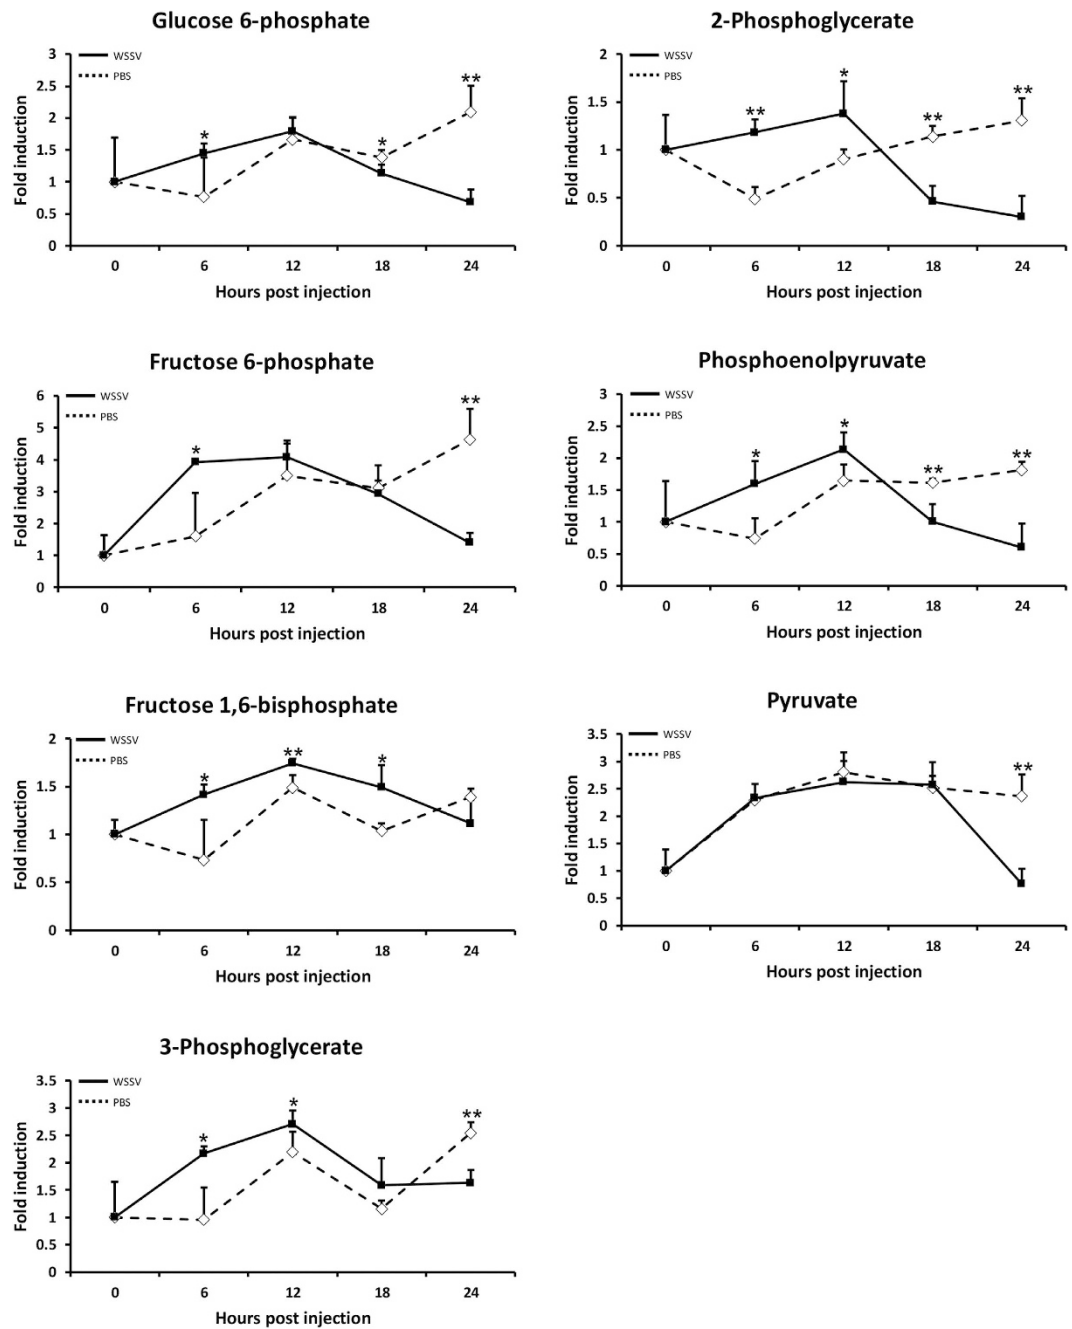 Glucose 6-phosphate
WSSV
PBS
3
2.5
2
1.5
1
0.5
0
Fold induction
*
*
**
0 6 12 18 24
Hours post injection
2-Phosphoglycerate
WSSV
PBS
2
1.5
1
0.5
0
Fold induction
**
*
**
**
0 6 12 18 24
Hours post injection
Fructose 6-phosphate
WSSV
PBS
6
5
4
3
2
1
0
Fold induction
*
**
0 6 12 18 24
Hours post injection
Phosphoenolpyruvate
WSSV
PBS
3
2.5
2
1.5
1
0.5
0
Fold induction
*
*
**
**
0 6 12 18 24
Hours post injection
Fructose 1,6-bisphosphate
WSSV
PBS
2
1.5
1
0.5
0
Fold induction
*
**
*
0 6 12 18 24
Hours post injection
Pyruvate
WSSV
PBS
3.5
3
2.5
2
1.5
1
0.5
0
Fold induction
**
0 6 12 18 24
Hours post injection
3-Phosphoglycerate
WSSV
PBS
3.5
3
2.5
2
1.5
1
0.5
0
Fold induction
*
*
**
0 6 12 18 24
Hours post injection